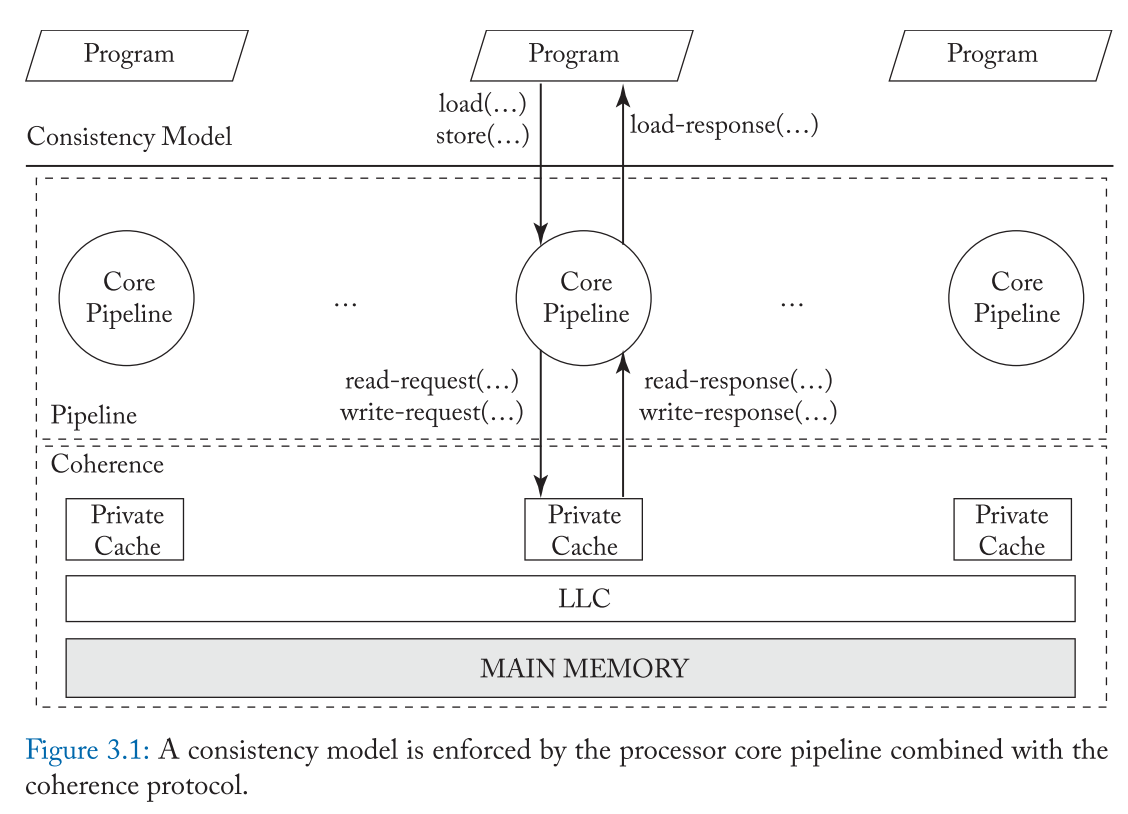 Program
Program
Program
load(…)
store(…)
load-response(…)
Consistency Model
Core
Pipeline
…
Core
Pipeline
…
Core
Pipeline
read-request(…)
write-request(…)
read-response(…)
write-response(…)
Pipeline
Coherence
Private
Cache
Private
Cache
Private
Cache
LLC
MAIN MEMORY
Figure 3.1: A consistency model is enforced by the processor core pipeline combined with the
coherence protocol.